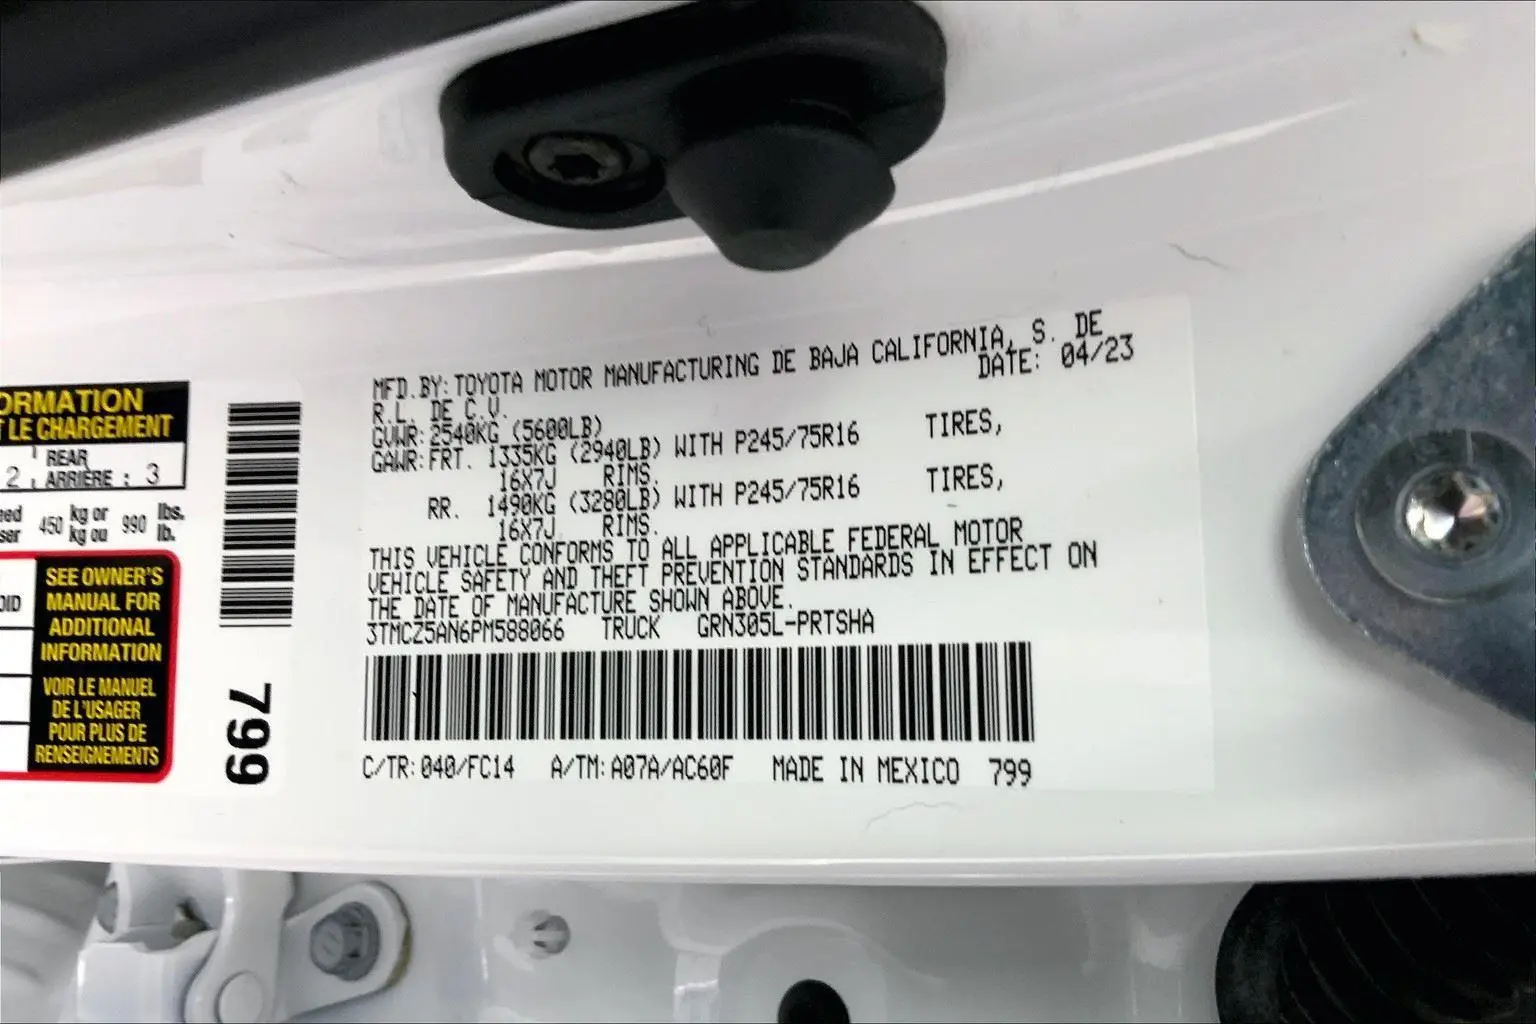 ORMATION
T LE CHARGEMENT
2 REAR ARRIÈRE : 3
450 kg or kg ou 990 lbs. lb.
SEE OWNER'S
MANUAL FOR
ADDITIONAL
INFORMATION
VOIR LE MANUEL
DE L'USAGER
POUR PLUS DE
RENSEIGNEMENTS
799
MFD.BY:TOYOTA MOTOR MANUFACTURING DE BAJA CALIFORNIA, S. DE
R.L. DE C.V. DATE: 04/23
GVWR:2540KG (5600LB)
GAWR:FRT. 1335KG (2940LB) WITH P245/75R16 TIRES,
16X7J RIMS.
RR. 1490KG (3280LB) WITH P245/75R16 TIRES,
16X7J RIMS.
THIS VEHICLE CONFORMS TO ALL APPLICABLE FEDERAL MOTOR
VEHICLE SAFETY AND THEFT PREVENTION STANDARDS IN EFFECT ON
THE DATE OF MANUFACTURE SHOWN ABOVE.
3TMCZ5AN6PM588066 TRUCK GRN305L-PRTSHA
C/TR:040/FC14 A/TM:A07A/AC60F MADE IN MEXICO 799